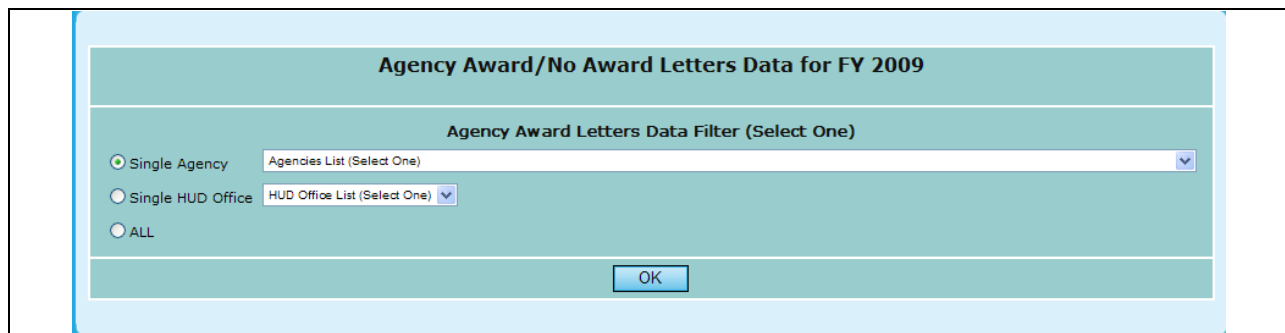 Agency Award/No Award Letters Data for FY 2009
Agency Award Letters Data Filter (Select One)
Single Agency Agencies List (Select One)
Single HUD Office HUD Office List (Select One)
ALL
OK